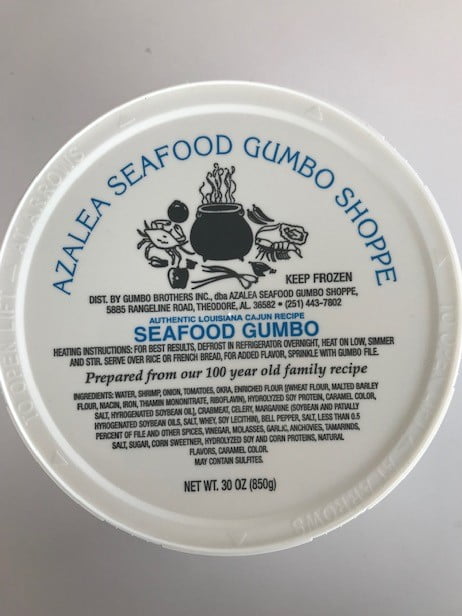 AZALEA SEAFOOD GUMBO SHOPPE
KEEP FROZEN
DIST. BY GUMBO BROTHERS INC., dba AZALEA SEAFOOD GUMBO SHOPPE,
5885 RANGELINE ROAD, THEODORE, AL. 36582 • (251) 443-7802
AUTHENTIC LOUISIANA CAJUN RECIPE
SEAFOOD GUMBO
HEATING INSTRUCTIONS: FOR BEST RESULTS, DEFROST IN REFRIGERATOR OVERNIGHT, HEAT ON LOW, SIMMER
AND STIR. SERVE OVER RICE OR FRENCH BREAD, FOR ADDED FLAVOR, SPRINKLE WITH GUMBO FILE.
Prepared from our 100 year old family recipe
INGREDIENTS: WATER, SHRIMP, ONION, TOMATOES, OKRA, ENRICHED FLOUR [(WHEAT FLOUR, MALTED BARLEY
FLOUR, NIACIN, IRON, THIAMIN MONONITRATE, RIBOFLAVIN), HYDROLYZED SOY PROTEIN, CARAMEL COLOR,
SALT, HYROGENATED SOYBEAN OIL], CRABMEAT, CELERY, MARGARINE (SOYBEAN AND PATIALLY
HYROGENATED SOYBEAN OILS, SALT, WHEY, SOY LECITHIN), BELL PEPPER, SALT, LESS THAN 0.5
PERCENT OF FILE AND OTHER SPICES, VINEGAR, MOLASSES, GARLIC, ANCHOVIES, TAMARINDS,
SALT, SUGAR, CORN SWEETNER, HYDROLYZED SOY AND CORN PROTEINS, NATURAL
FLAVORS, CARAMEL COLOR.
MAY CONTAIN SULFITES.
NET WT. 30 OZ (850g)
TO OPEN LIFT
AT ARROWS